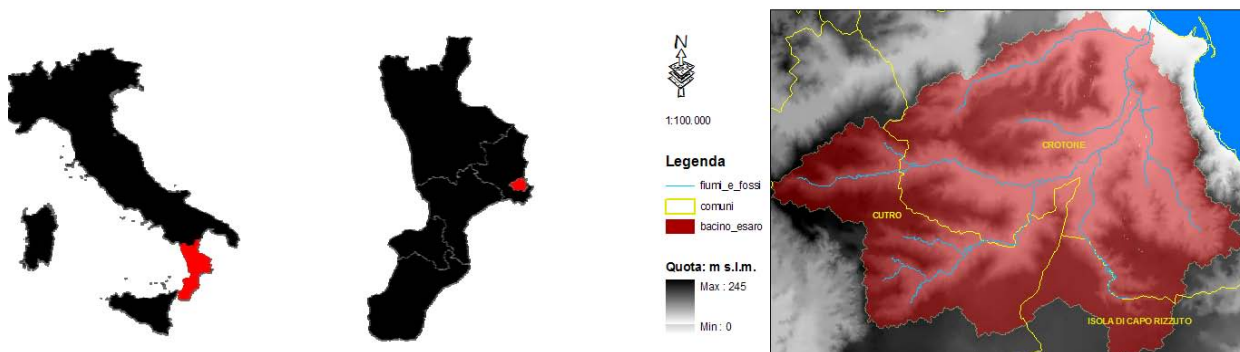 N
1:100.000
Legenda
fiumi_e_fossi
comuni
bacino_esaro
Quota: m s.l.m.
Max : 245
Min : 0
CROTONE
CUTRO
ISOLA DI CAPO RIZZUTO